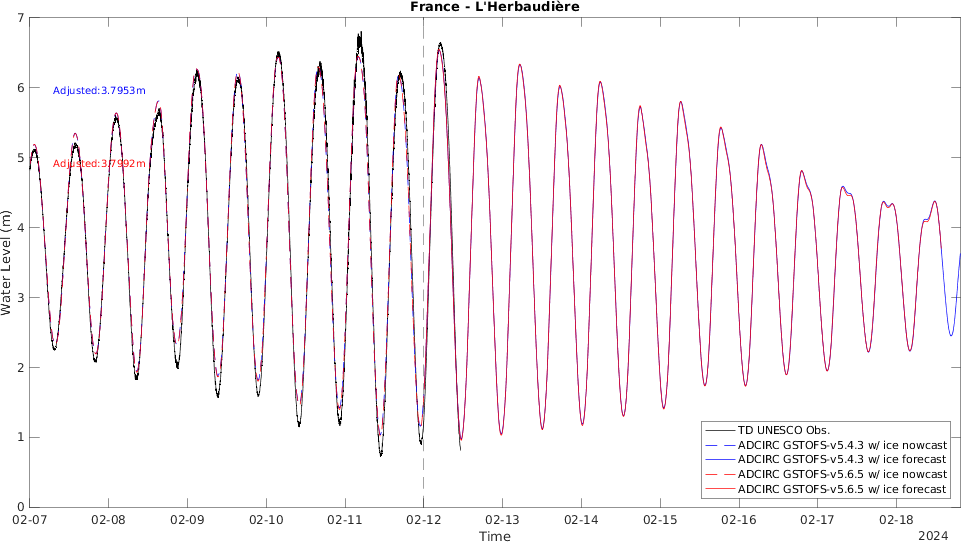 France - L'Herbaudière
Water Level (m)
7
6
5
4
3
2
1
0
Adjusted:3.7953m
Adjusted:3.7992m
TD UNESCO Obs.
ADCIRC GSTOFS-v5.4.3 w/ ice nowcast
ADCIRC GSTOFS-v5.4.3 w/ ice forecast
ADCIRC GSTOFS-v5.6.5 w/ ice nowcast
ADCIRC GSTOFS-v5.6.5 w/ ice forecast
02-07 02-08 02-09 02-10 02-11 02-12 02-13 02-14 02-15 02-16 02-17 02-18
Time
2024